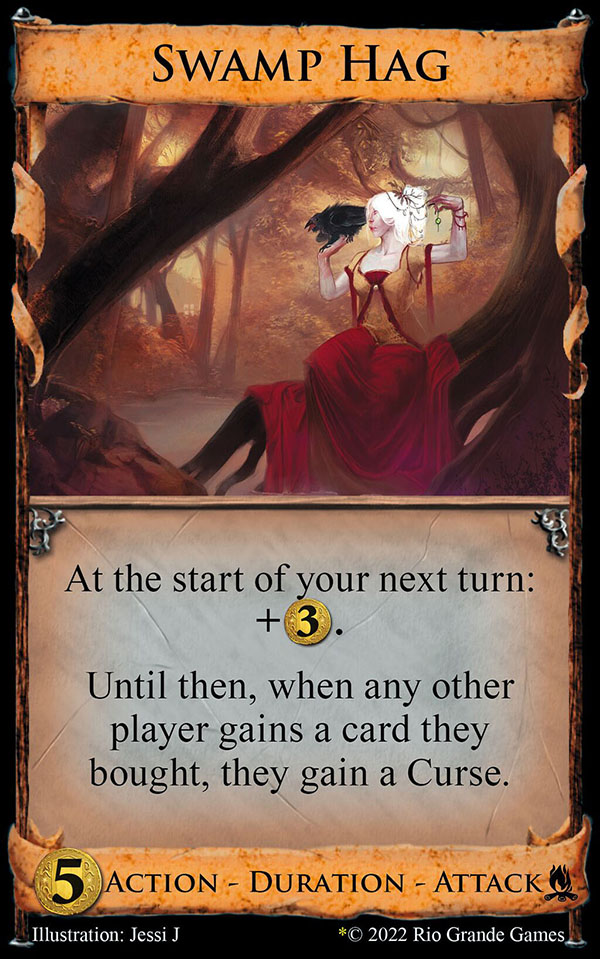 Swamp Hag
At the start of your next turn:
+3.
Until then, when any other
player gains a card they
bought, they gain a Curse.
5 Action - Duration - Attack
Illustration: Jessi J *© 2022 Rio Grande Games